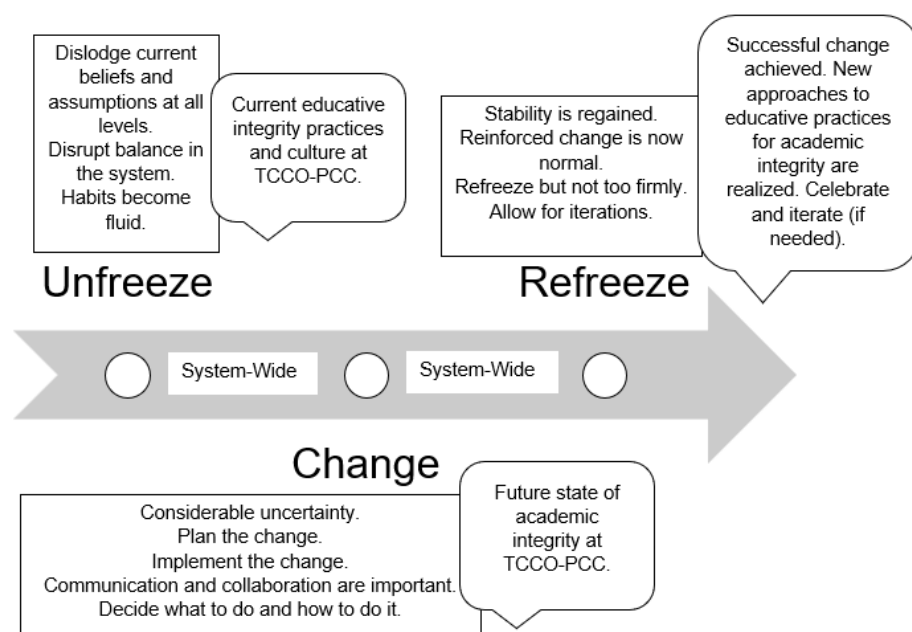 Dislodge current
beliefs and
assumptions at all
levels.
Disrupt balance in
the system.
Habits become
fluid.
Current educative
integrity practices
and culture at
TCCO-PCC.
Unfreeze
Stability is regained.
Reinforced change is now
normal.
Refreeze but not too firmly.
Allow for iterations.
Successful change
achieved. New
approaches to
educative practices
for academic
integrity are
realized. Celebrate
and iterate (if
needed).
Refreeze
System-Wide
System-Wide
Change
Considerable uncertainty.
Plan the change.
Implement the change.
Communication and collaboration are important.
Decide what to do and how to do it.
Future state of
academic
integrity at
TCCO-PCC.